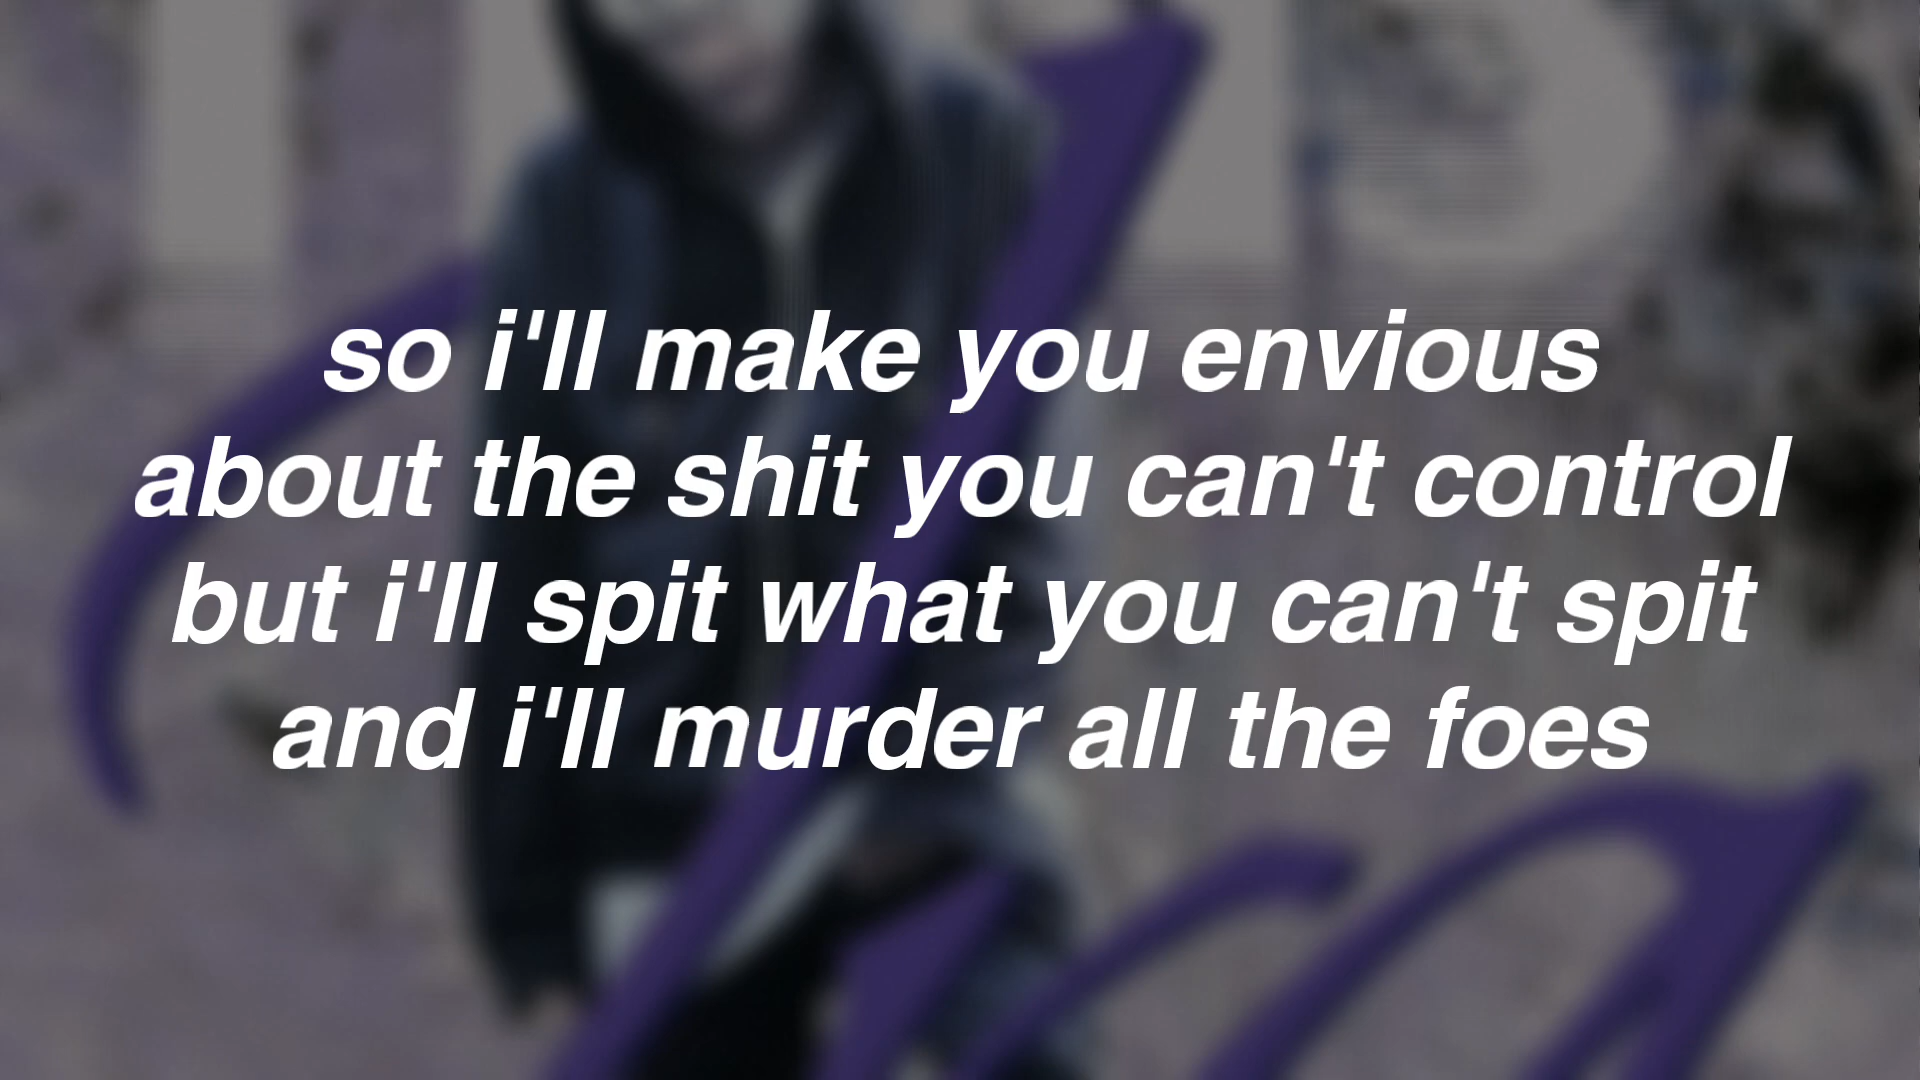 so i'll make you envious
about the shit you can't control
but i'll spit what you can't spit
and i'll murder all the foes